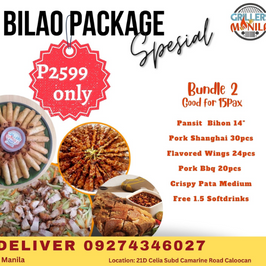 BILAO PACKAGE
Spesial
GRILLER
MANILA
P2599
only
Bundle 2
Good for 15Pax
Pansit Bihon 14"
Pork Shanghai 30pcs
Flavored Wings 24pcs
Pork Bbq 20pcs
Crispy Pata Medium
Free 1.5 Softdrinks
DELIVER 09274346027
Manila
Location: 21D Celia Subd Camarine Road Caloocan